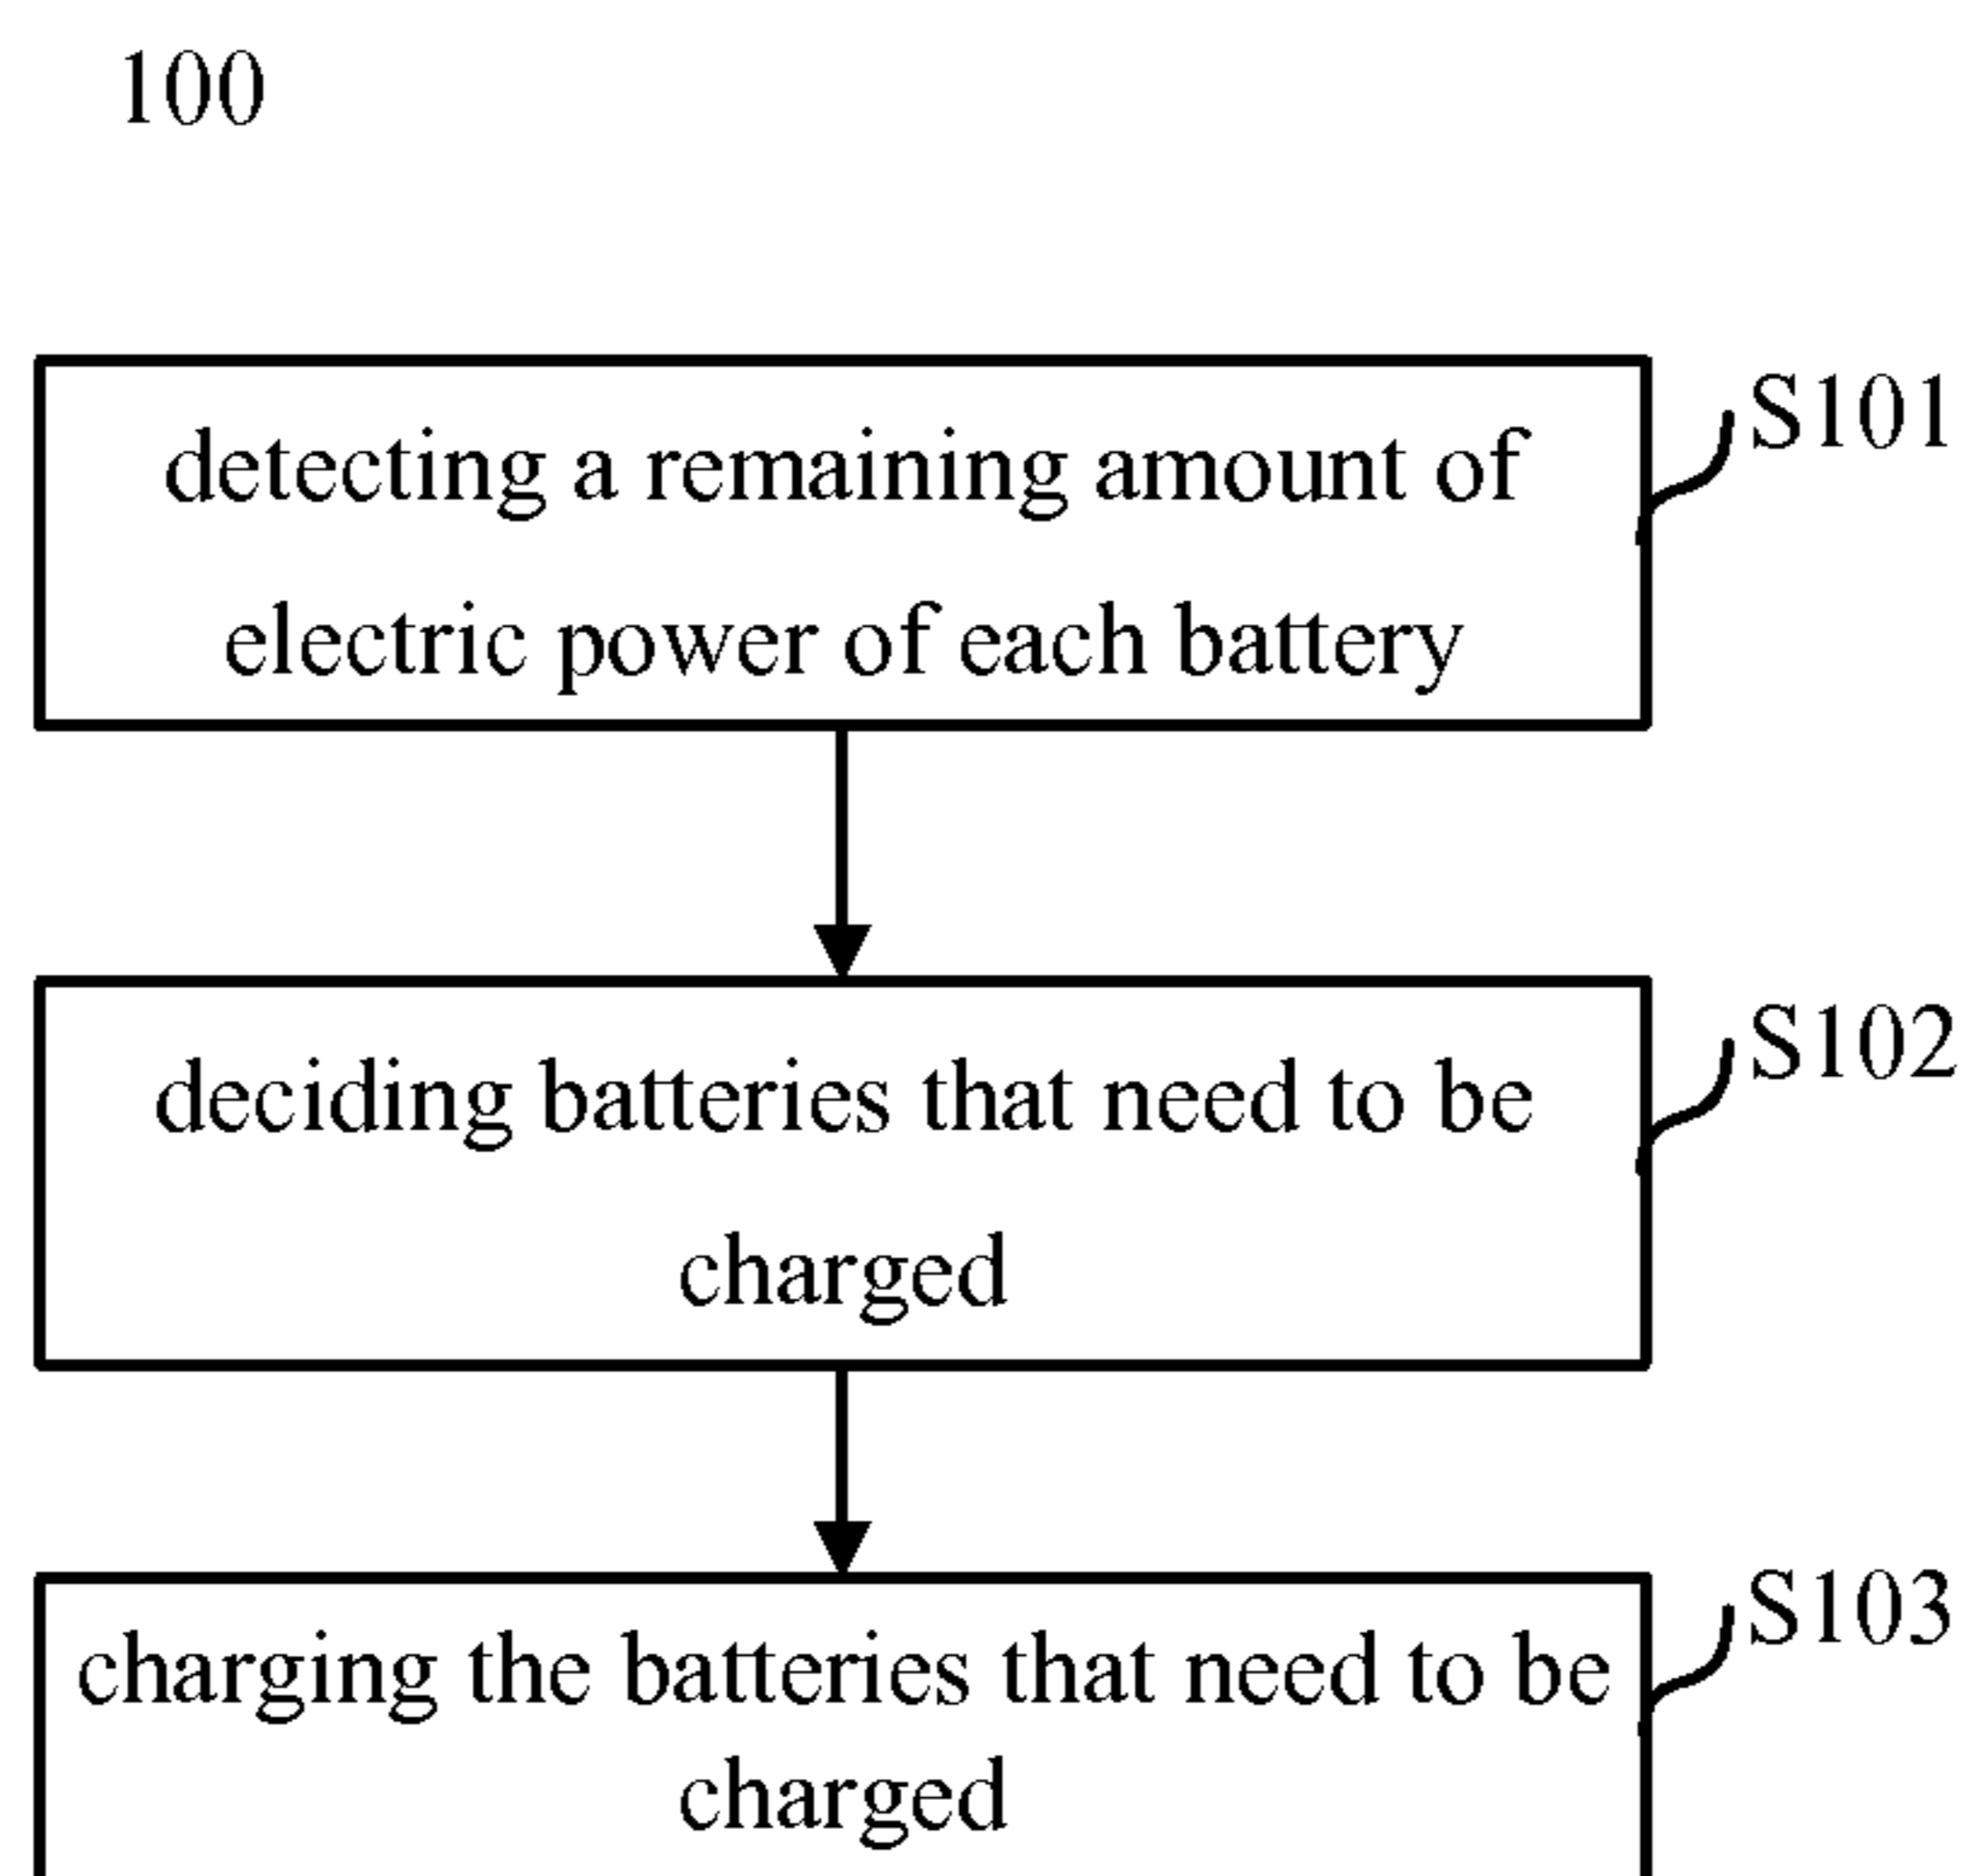 100
detecting a remaining amount of
electric power of each battery
S101
deciding batteries that need to be
charged
S102
charging the batteries that need to be
charged
S103